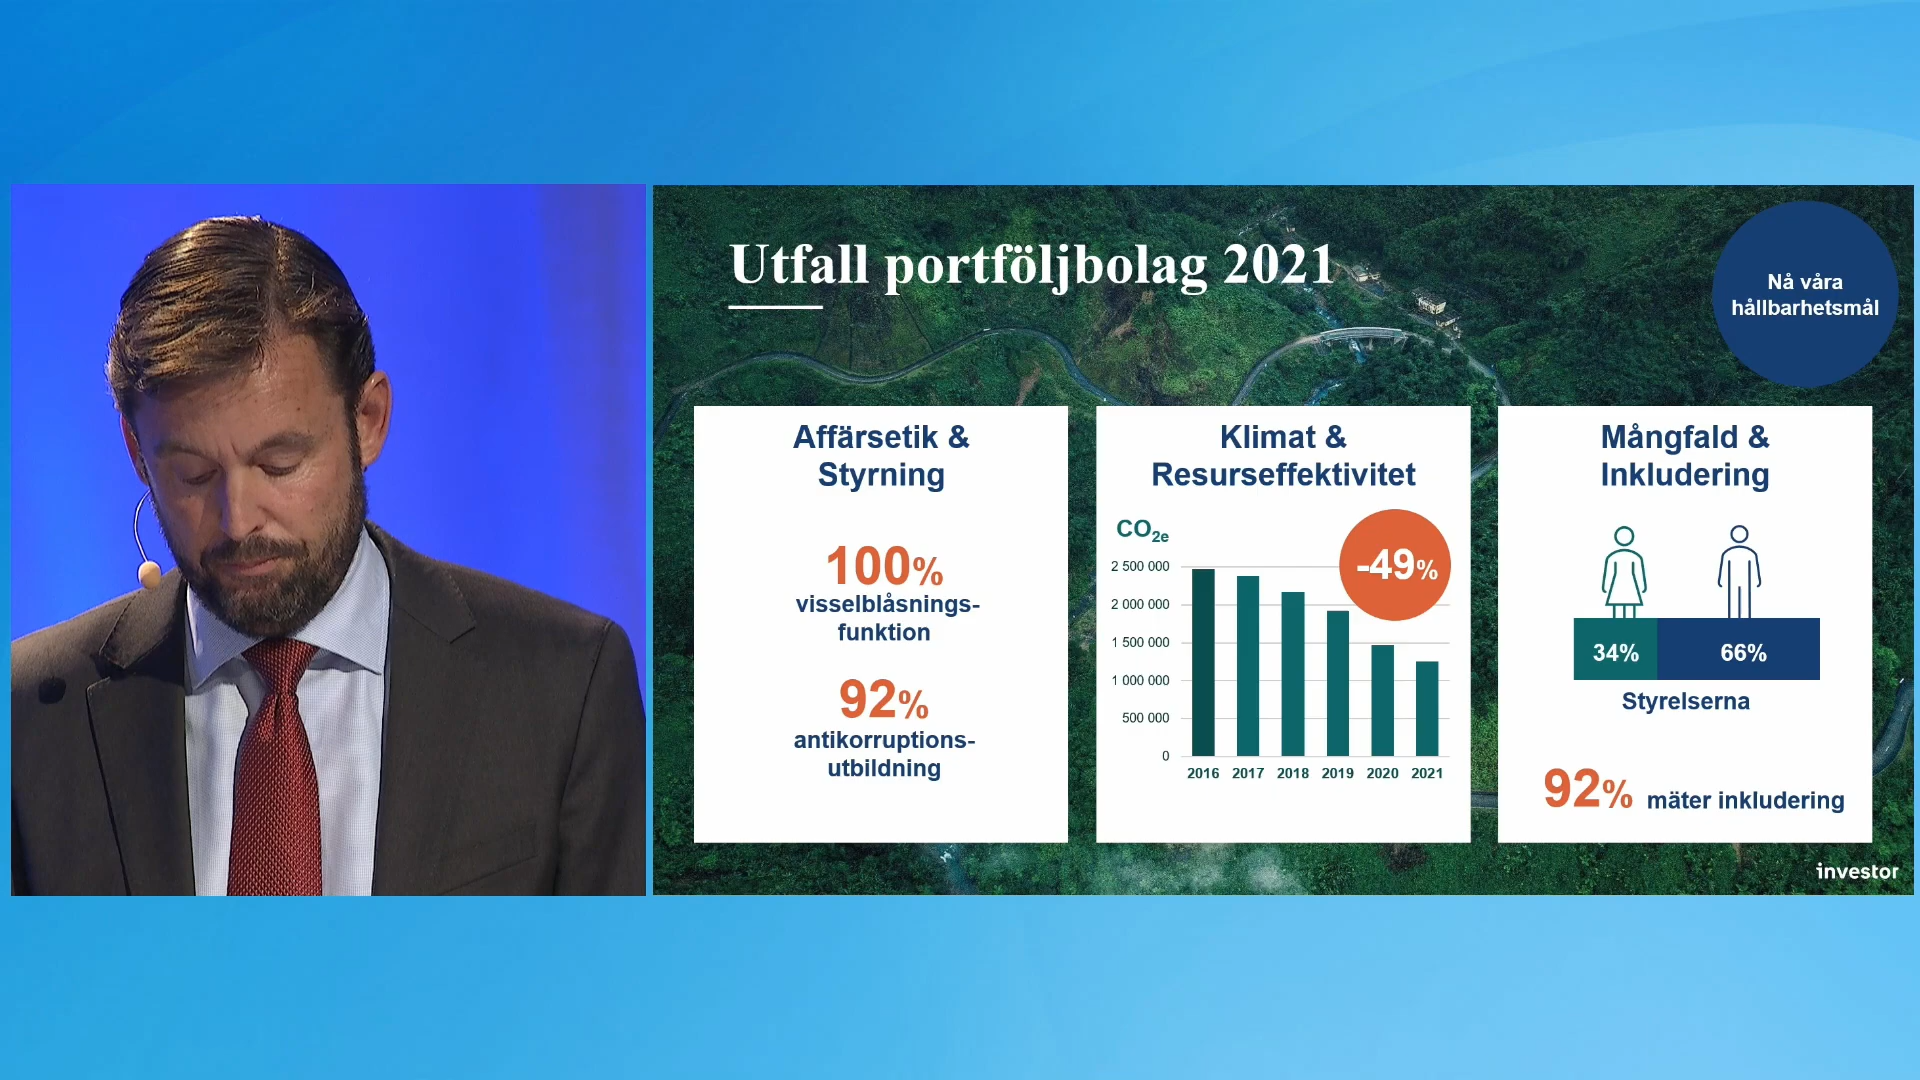 Utfall portföljbolag 2021
Nå våra
hållbarhetsmål
Affärsetik &
Styrning
100%
visselblåsnings-
funktion
92%
antikorruptions-
utbildning
Klimat &
Resurseffektivitet
CO2e
-49%
2 500 000
2 000 000
1 500 000
1 000 000
500 000
0
2016 2017 2018 2019 2020 2021
Mångfald &
Inkludering
34% 66%
Styrelserna
92% mäter inkludering
investor